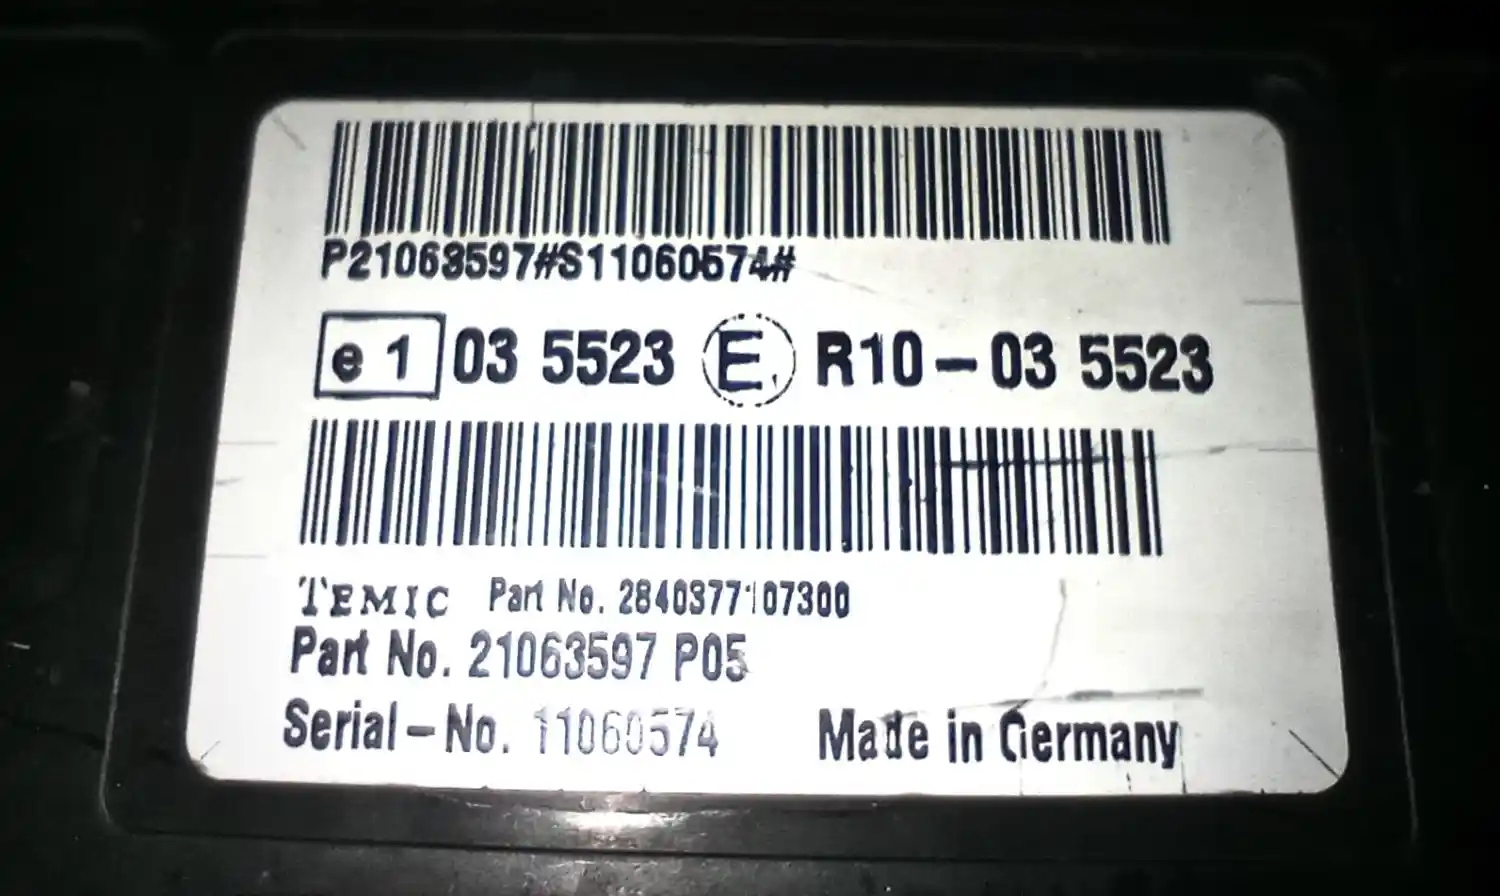 P21063597#S11060574#
e 1 03 5523 E R10-03 5523
TEMIC Part No. 2840377107300
Part No. 21063597 P05
Serial-No. 11060574 Made in Germany